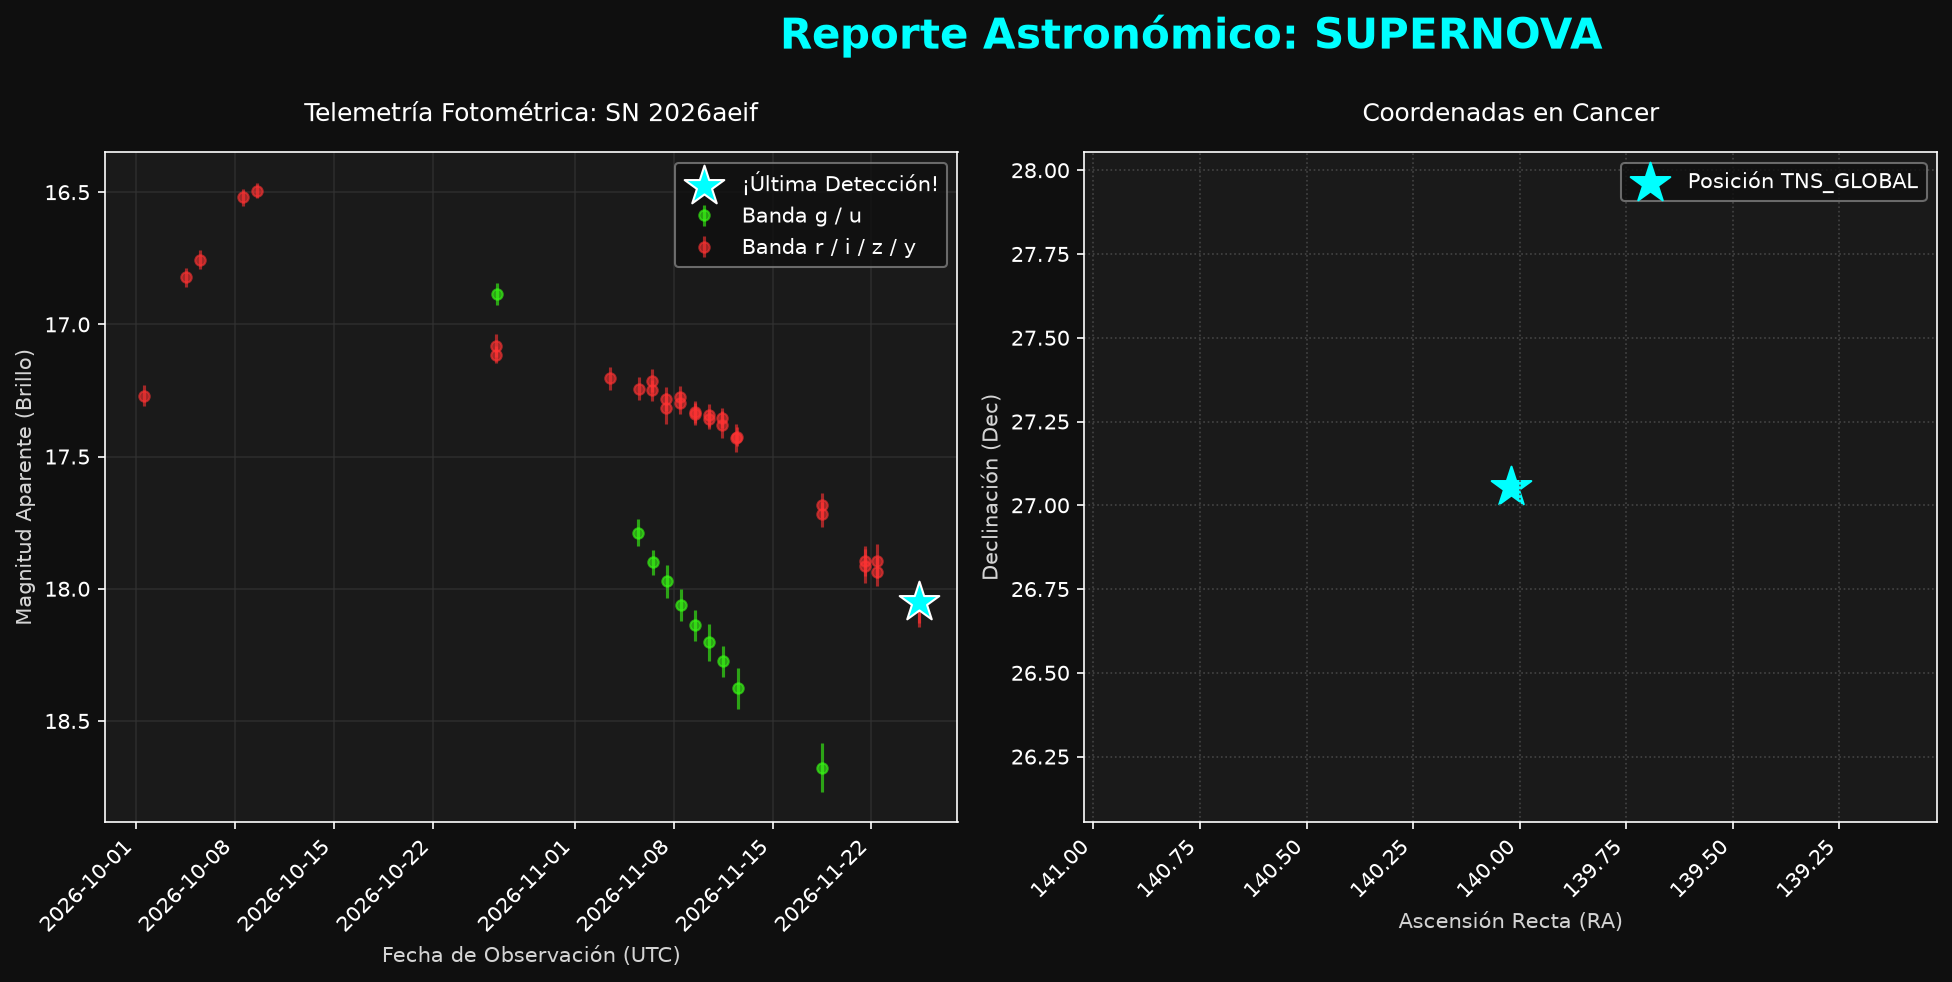 Reporte Astronómico: SUPERNOVA
Telemetría Fotométrica: SN 2026aeif
¡Última Detección!
Banda g / u
Banda r / i / z / y
Magnitud Aparente (Brillo)
16.5
17.0
17.5
18.0
18.5
2026-10-01
2026-10-08
2026-10-15
2026-10-22
2026-11-01
2026-11-08
2026-11-15
2026-11-22
Fecha de Observación (UTC)
Coordenadas en Cancer
Posición TNS_GLOBAL
Declinación (Dec)
28.00
27.75
27.50
27.25
27.00
26.75
26.50
26.25
141.00
140.75
140.50
140.25
140.00
139.75
139.50
139.25
Ascensión Recta (RA)